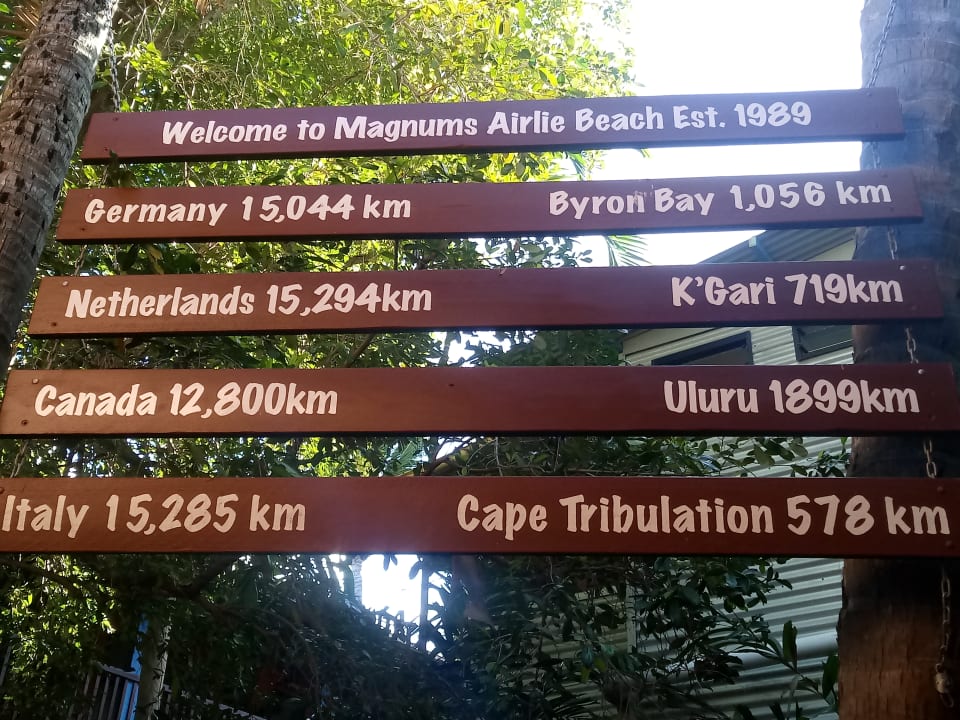 Welcome to Magnums Airlie Beach Est. 1989
Germany 15,044 km Byron Bay 1,056 km
Netherlands 15,294km K'Gari 719km
Canada 12,800km Uluru 1899km
Italy 15,285 km Cape Tribulation 578 km